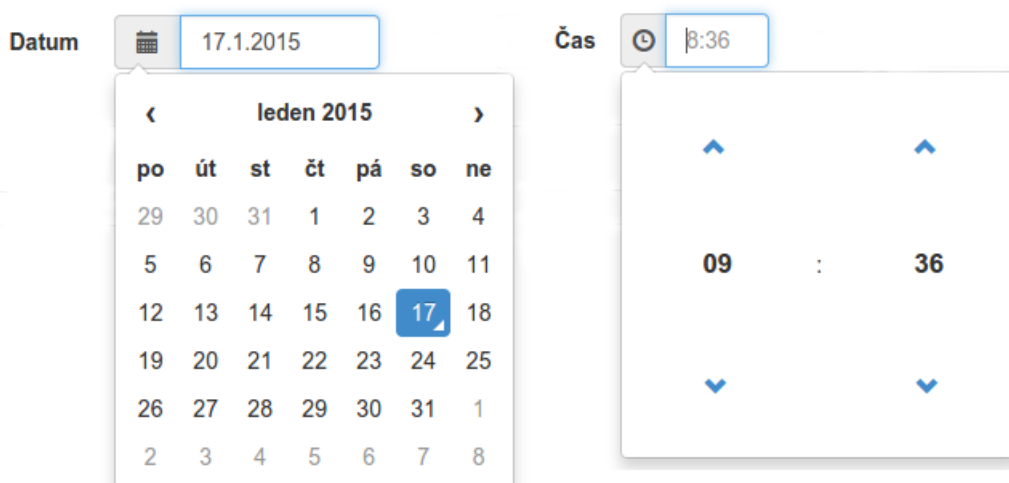 Datum 17.1.2015
‹ leden 2015 ›
po út st čt pá so ne
29 30 31 1 2 3 4
5 6 7 8 9 10 11
12 13 14 15 16 17 18
19 20 21 22 23 24 25
26 27 28 29 30 31 1
2 3 4 5 6 7 8
Čas 8:36
09 : 36